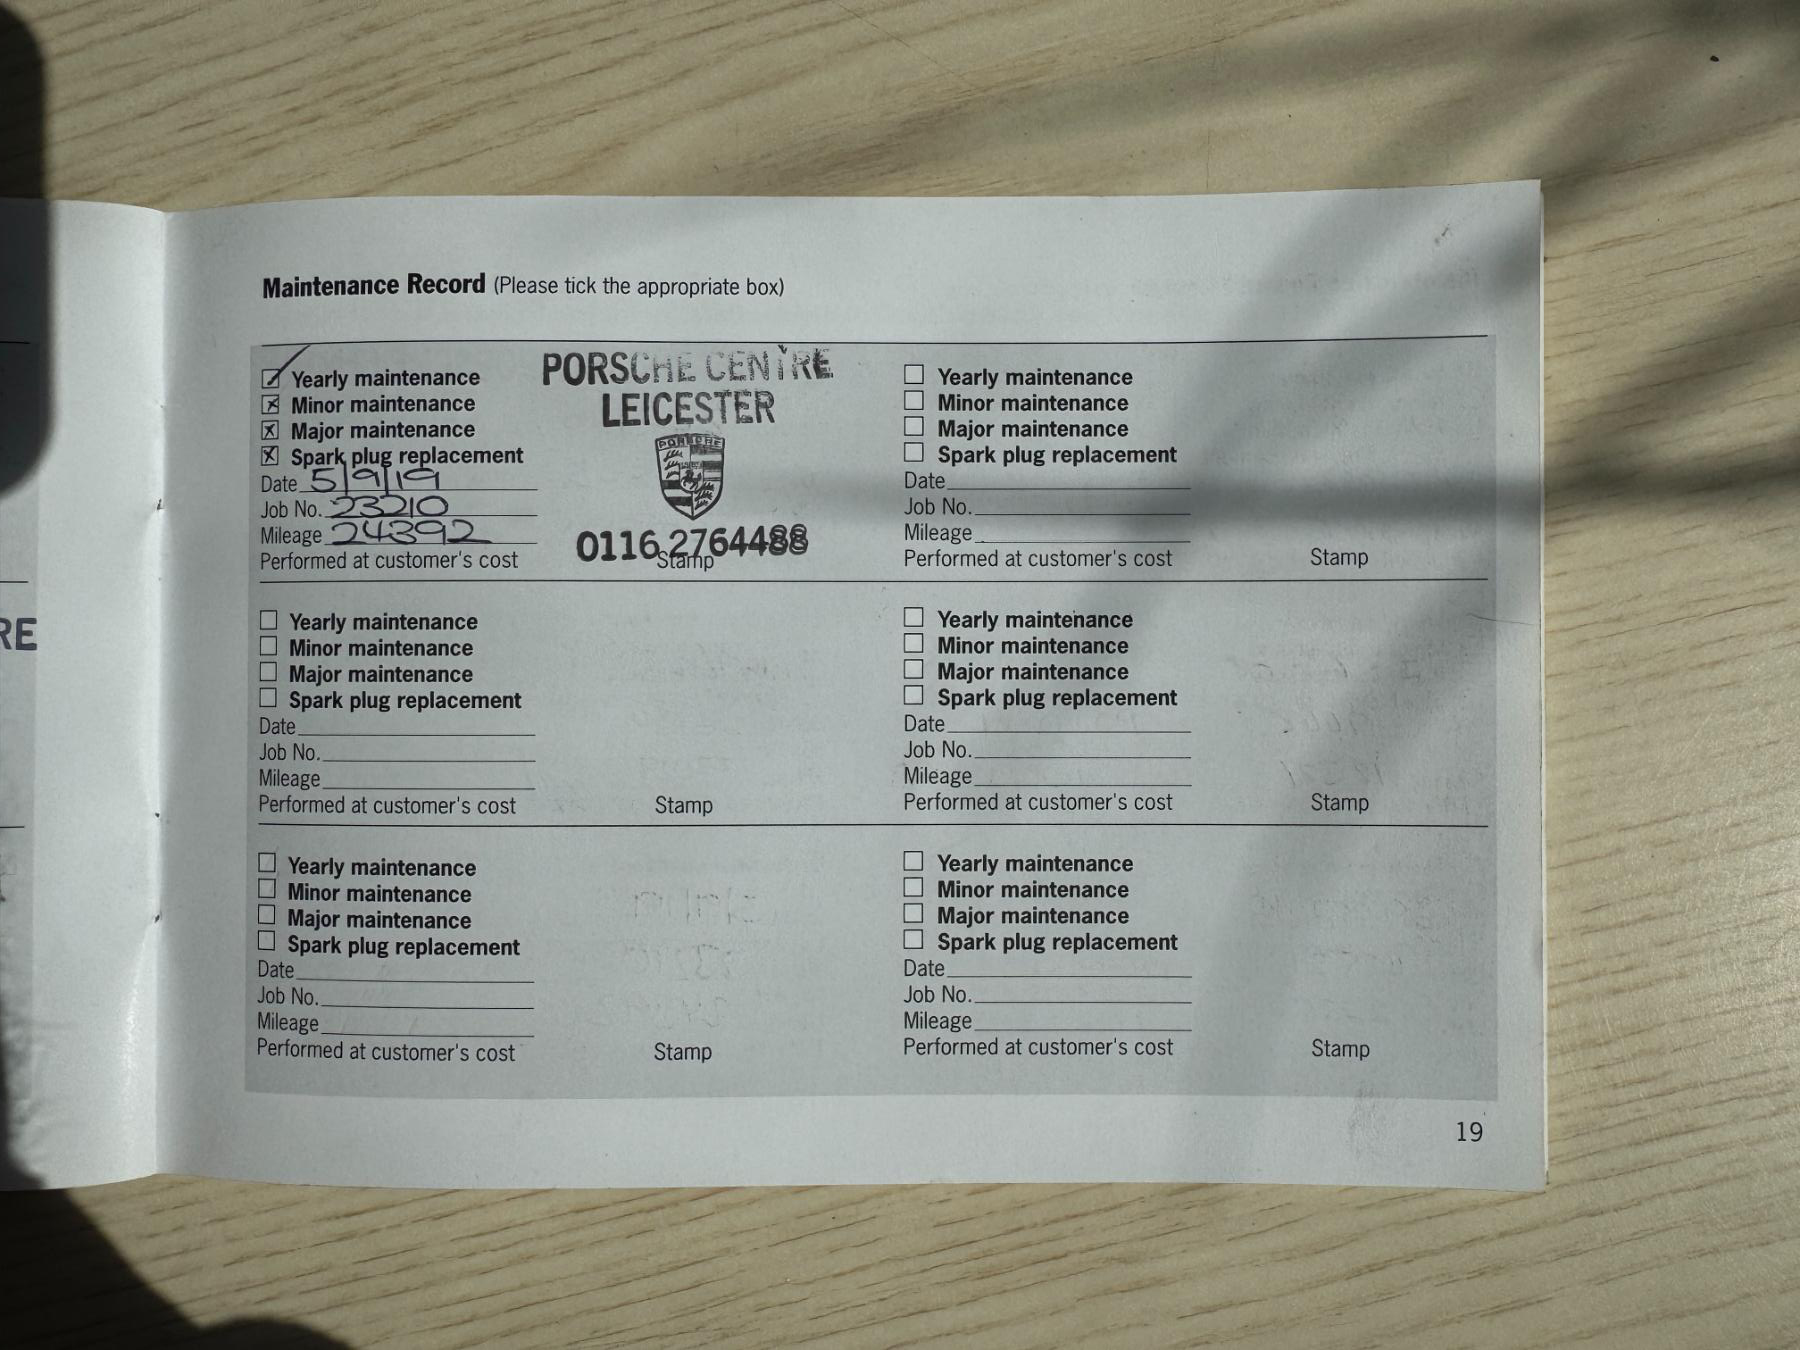 Maintenance Record (Please tick the appropriate box)
Yearly maintenance
Minor maintenance
Major maintenance
Spark plug replacement
Date 5/9/19
Job No. 23210
Mileage 24392
Performed at customer's cost
PORSCHE CENTRE
LEICESTER
PORSCHE
0116 2764488
Stamp
Yearly maintenance
Minor maintenance
Major maintenance
Spark plug replacement
Date
Job No.
Mileage
Performed at customer's cost
Stamp
Yearly maintenance
Minor maintenance
Major maintenance
Spark plug replacement
Date
Job No.
Mileage
Performed at customer's cost
Stamp
Yearly maintenance
Minor maintenance
Major maintenance
Spark plug replacement
Date
Job No.
Mileage
Performed at customer's cost
Stamp
Yearly maintenance
Minor maintenance
Major maintenance
Spark plug replacement
Date
Job No.
Mileage
Performed at customer's cost
Stamp
Yearly maintenance
Minor maintenance
Major maintenance
Spark plug replacement
Date
Job No.
Mileage
Performed at customer's cost
Stamp
19
RE